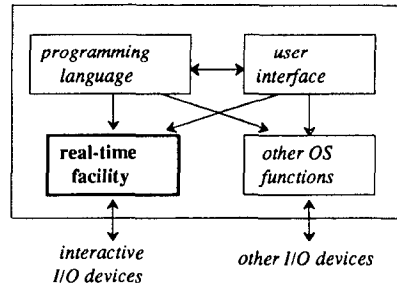 programming
language
user
interface
real-time
facility
other OS
functions
interactive
I/O devices
other I/O devices